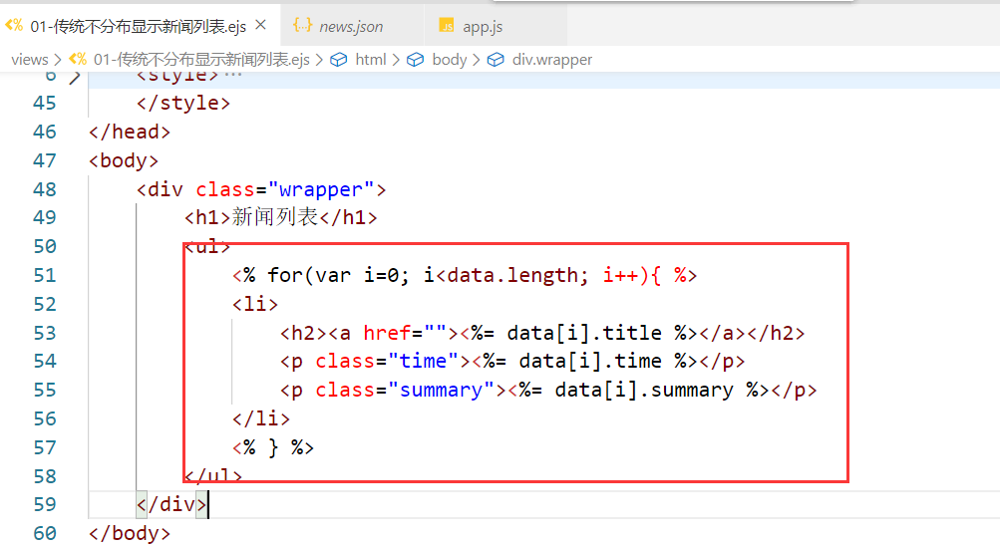 01-传统不分布显示新闻列表.ejs news.json app.js
views > 01-传统不分布显示新闻列表.ejs > html > body > div.wrapper
6 <style>···
45 </style>
46 </head>
47 <body>
48 <div class="wrapper">
49 <h1>新闻列表</h1>
50 <ul>
51 <% for(var i=0; i<data.length; i++){ %>
52 <li>
53 <h2><a href=""><%= data[i].title %></a></h2>
54 <p class="time"><%= data[i].time %></p>
55 <p class="summary"><%= data[i].summary %></p>
56 </li>
57 <% } %>
58 </ul>
59 </div>
60 </body>